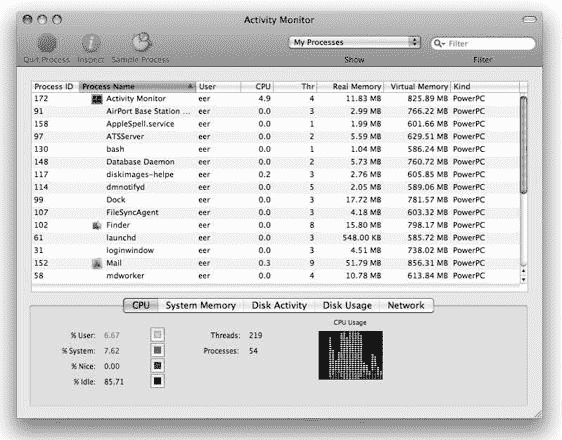 Activity Monitor
Quit Process Inspect Sample Process
My Processes
Show
Filter
Filter
Process ID Process Name User CPU Thr Real Memory Virtual Memory Kind
172 Activity Monitor eer 4.9 4 11.83 MB 825.89 MB PowerPC
91 AirPort Base Station ... eer 0.0 3 2.99 MB 766.22 MB PowerPC
158 AppleSpell.service eer 0.0 1 1.99 MB 601.66 MB PowerPC
97 ATSServer eer 0.0 2 5.59 MB 629.51 MB PowerPC
130 bash eer 0.0 1 1.04 MB 586.24 MB PowerPC
148 Database Daemon eer 0.0 2 5.73 MB 760.72 MB PowerPC
117 diskimages-helpe eer 0.2 3 2.76 MB 605.85 MB PowerPC
114 dmnotifyd eer 0.0 5 2.05 MB 589.06 MB PowerPC
99 Dock eer 0.0 3 17.72 MB 781.57 MB PowerPC
107 FileSyncAgent eer 0.0 2 4.18 MB 603.32 MB PowerPC
102 Finder eer 0.0 8 15.80 MB 798.17 MB PowerPC
61 launchd eer 0.0 3 548.00 KB 585.72 MB PowerPC
31 loginwindow eer 0.0 3 4.51 MB 738.02 MB PowerPC
152 Mail eer 0.3 9 51.79 MB 856.31 MB PowerPC
58 mdworker eer 0.0 4 10.78 MB 613.84 MB PowerPC
CPU System Memory Disk Activity Disk Usage Network
CPU Usage
% User: 6.67 Threads: 219
% System: 7.62 Processes: 54
% Nice: 0.00
% Idle: 85.71